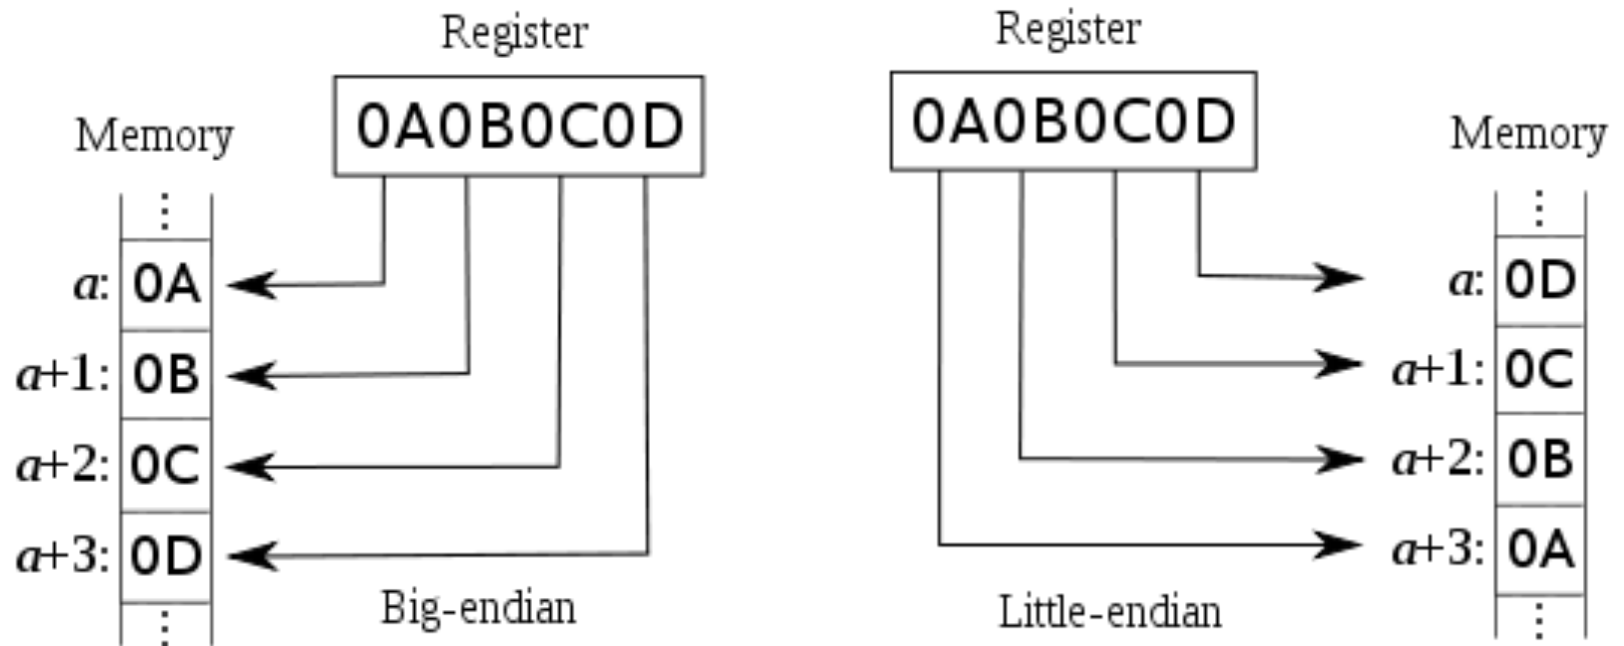 Register
0A0B0C0D
Memory
⋮
a: 0A
a+1: 0B
a+2: 0C
a+3: 0D
⋮
Big-endian
Register
0A0B0C0D
Memory
⋮
a: 0D
a+1: 0C
a+2: 0B
a+3: 0A
⋮
Little-endian